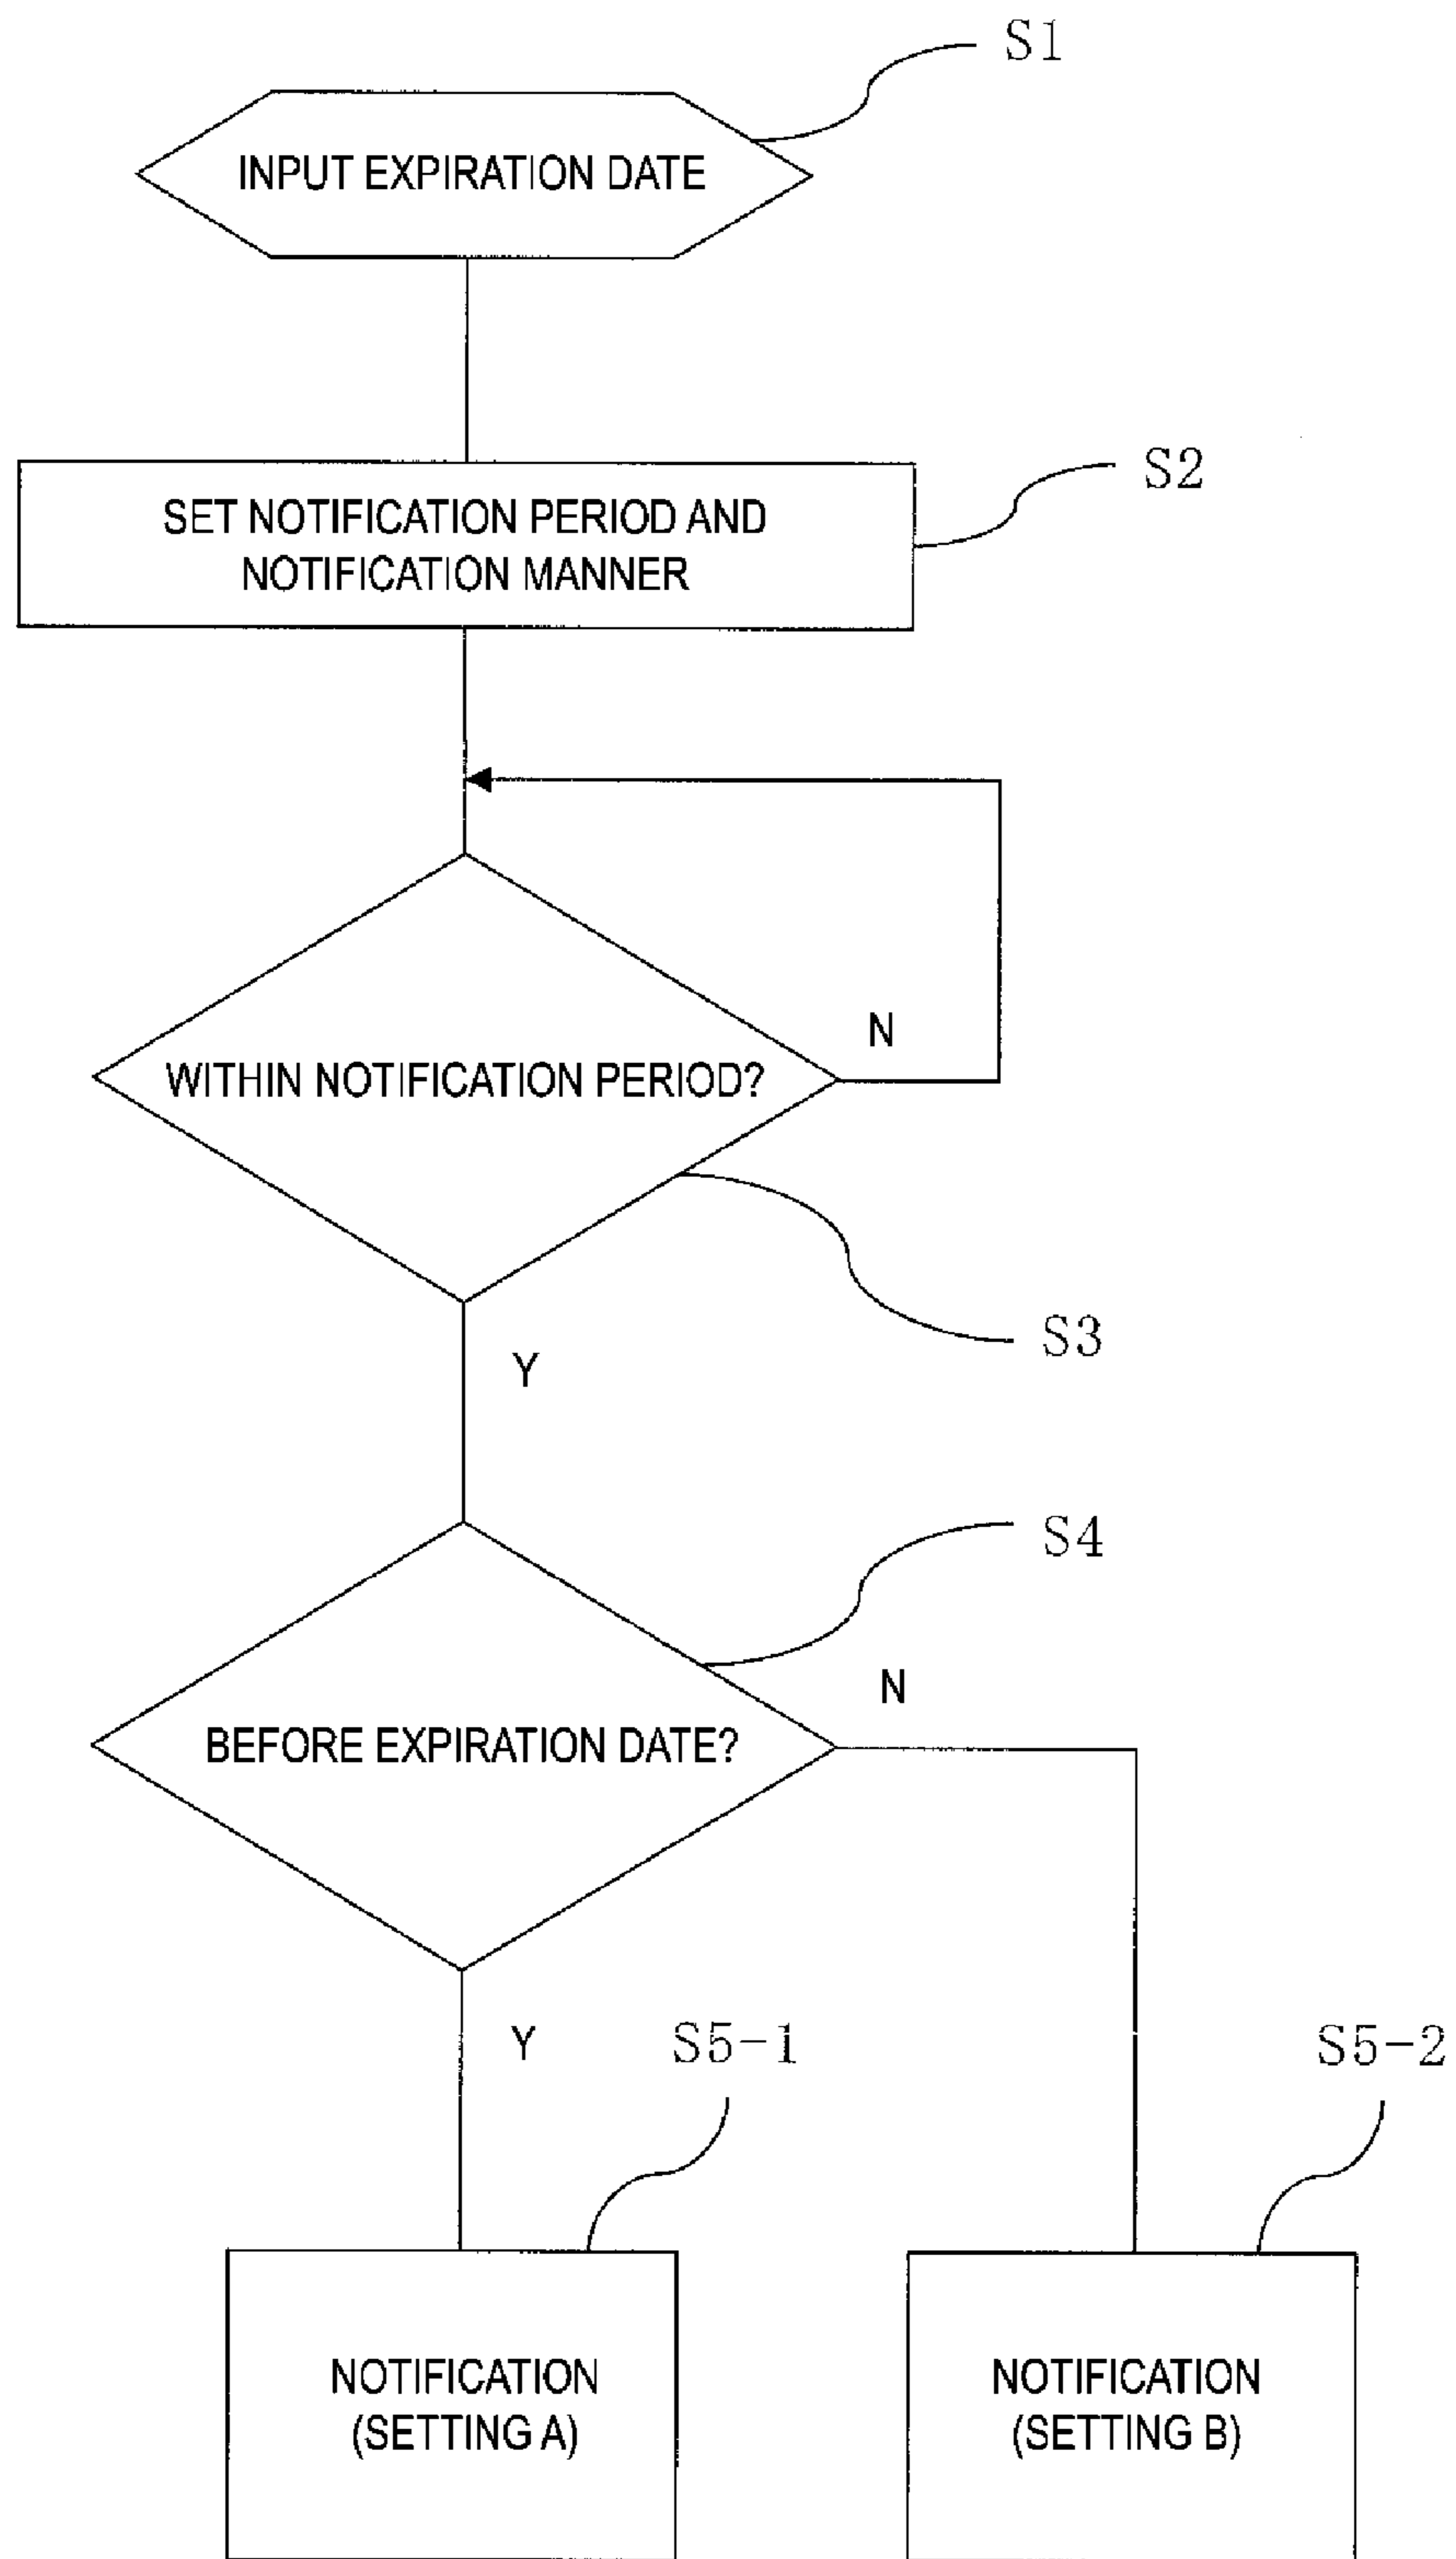 S1
INPUT EXPIRATION DATE
S2
SET NOTIFICATION PERIOD AND
NOTIFICATION MANNER
N
WITHIN NOTIFICATION PERIOD?
S3
Y
S4
N
BEFORE EXPIRATION DATE?
Y
S5-1
S5-2
NOTIFICATION
(SETTING A)
NOTIFICATION
(SETTING B)